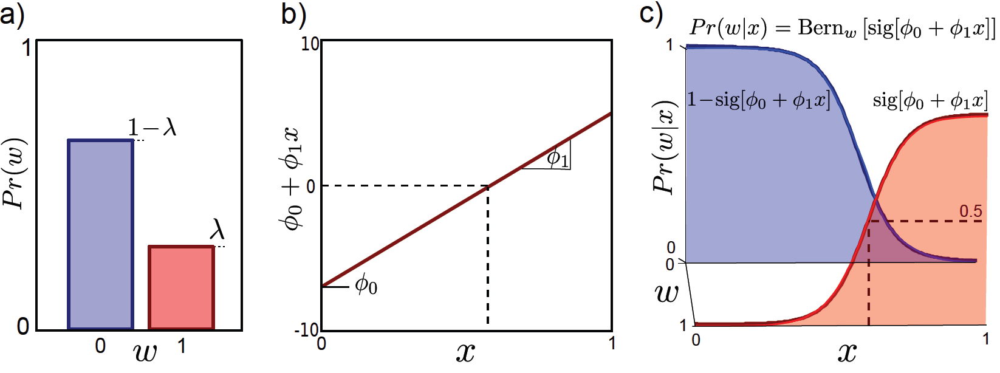 a)
1
Pr(w)
1−λ
λ
0
0
1
w
b)
10
ϕ₀ + ϕ₁x
0
-10
ϕ₁
ϕ₀
0
x
1
c)
Pr(w|x) = Bern_w [sig[ϕ₀ + ϕ₁x]]
1
Pr(w|x)
1−sig[ϕ₀ + ϕ₁x]
sig[ϕ₀ + ϕ₁x]
0.5
0
0
w
1
0
x
1